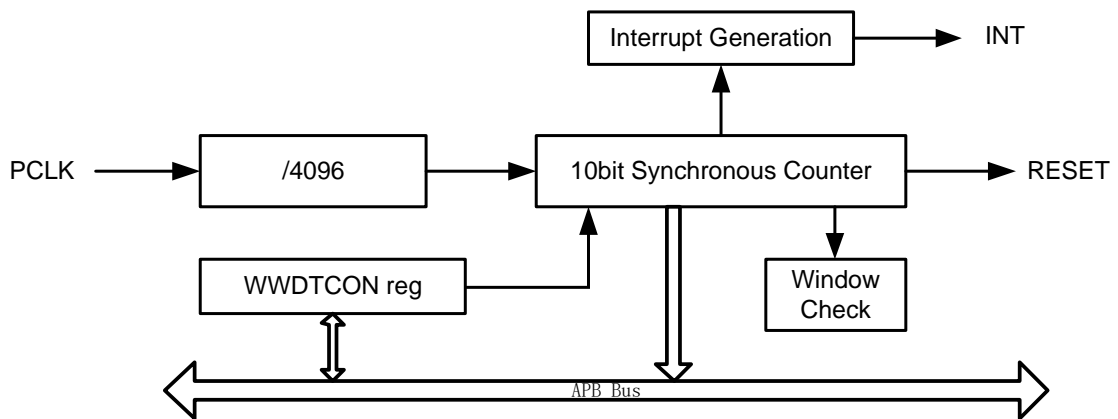 Interrupt Generation
INT
PCLK
/4096
10bit Synchronous Counter
RESET
WWDTCON reg
Window
Check
APB Bus